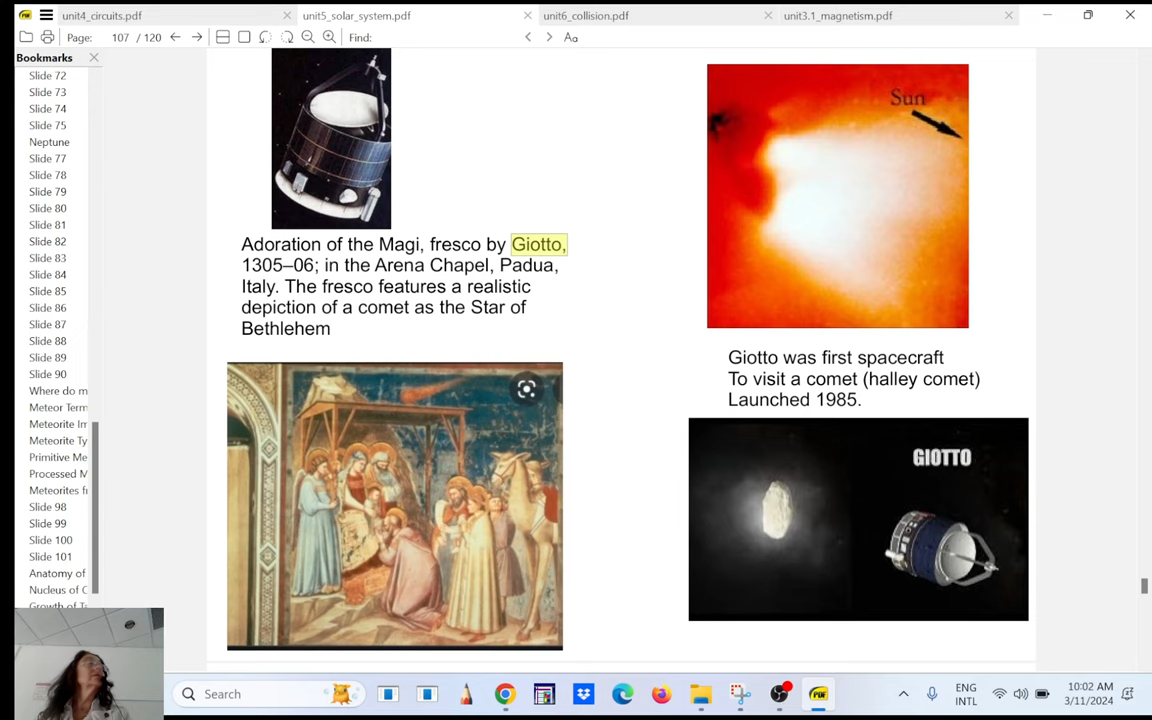 unit4_circuits.pdf
unit5_solar_system.pdf
unit6_collision.pdf
unit3.1_magnetism.pdf
Page: 107 / 120
Find:
Aα
Bookmarks
Slide 72
Slide 73
Slide 74
Slide 75
Neptune
Slide 77
Slide 78
Slide 79
Slide 80
Slide 81
Slide 82
Slide 83
Slide 84
Slide 85
Slide 86
Slide 87
Slide 88
Slide 89
Slide 90
Where do m
Meteor Term
Meteorite Im
Meteorite Ty
Primitive Me
Processed M
Meteorites f
Slide 98
Slide 99
Slide 100
Slide 101
Anatomy of
Nucleus of C
Growth of Ta
Adoration of the Magi, fresco by Giotto,
1305–06; in the Arena Chapel, Padua,
Italy. The fresco features a realistic
depiction of a comet as the Star of
Bethlehem
Sun
Giotto was first spacecraft
To visit a comet (halley comet)
Launched 1985.
GIOTTO
Search
PDF
ENG
INTL
10:02 AM
3/11/2024